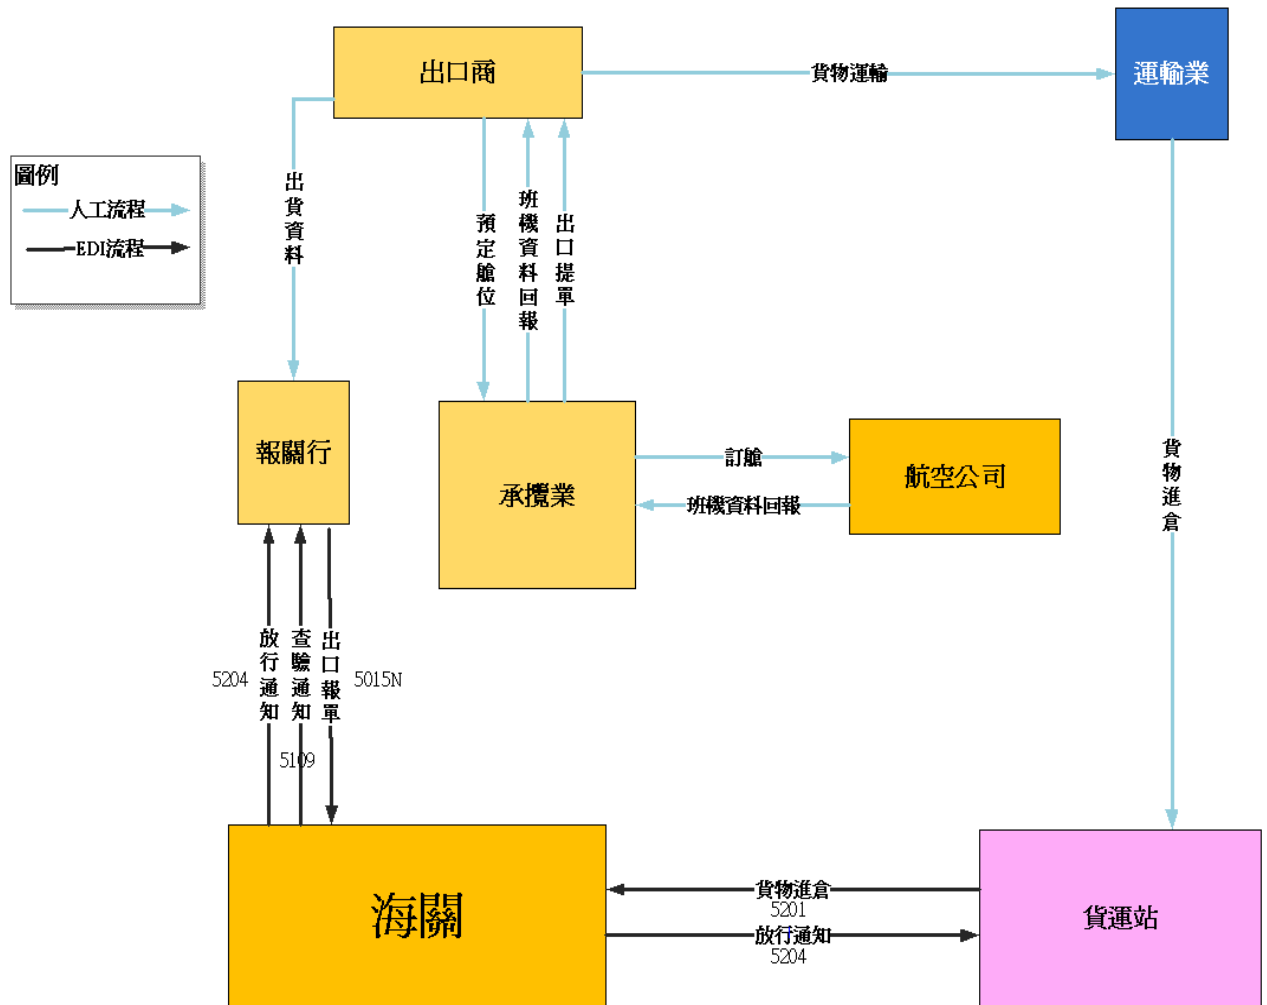 出口商
貨物運輸
運輸業
圖例
人工流程
EDI流程
出貨資料
預定艙位
班機資料回報
出口提單
報關行
承攬業
訂艙
班機資料回報
航空公司
貨物進倉
5204
放行通知
查驗通知
出口報單
5015N
5109
海關
貨物進倉
5201
放行通知
5204
貨運站